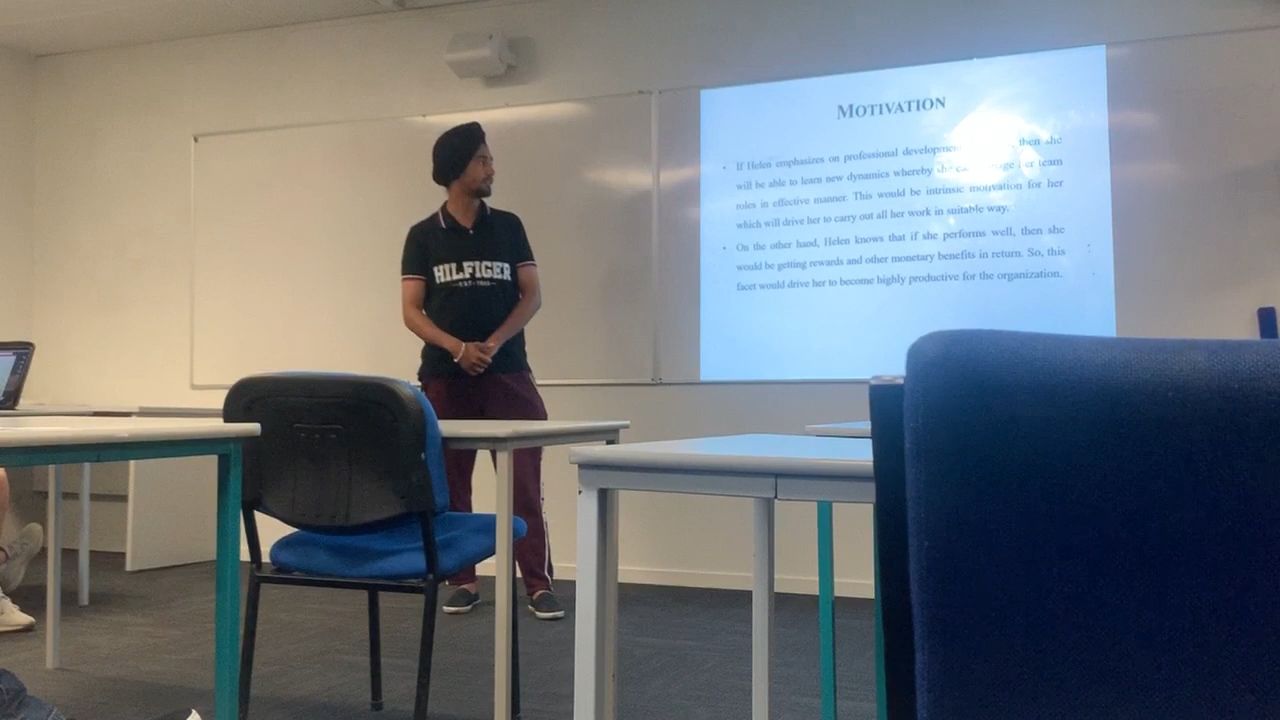 HILFIGER
MOTIVATION
• If Helen emphasizes on professional development then she
will be able to learn new dynamics whereby she her team
roles in effective manner. This would be intrinsic motivation for her
which will drive her to carry out all her work in suitable way.
• On the other hand, Helen knows that if she performs well, then she
would be getting rewards and other monetary benefits in return. So, this
facet would drive her to become highly productive for the organization.